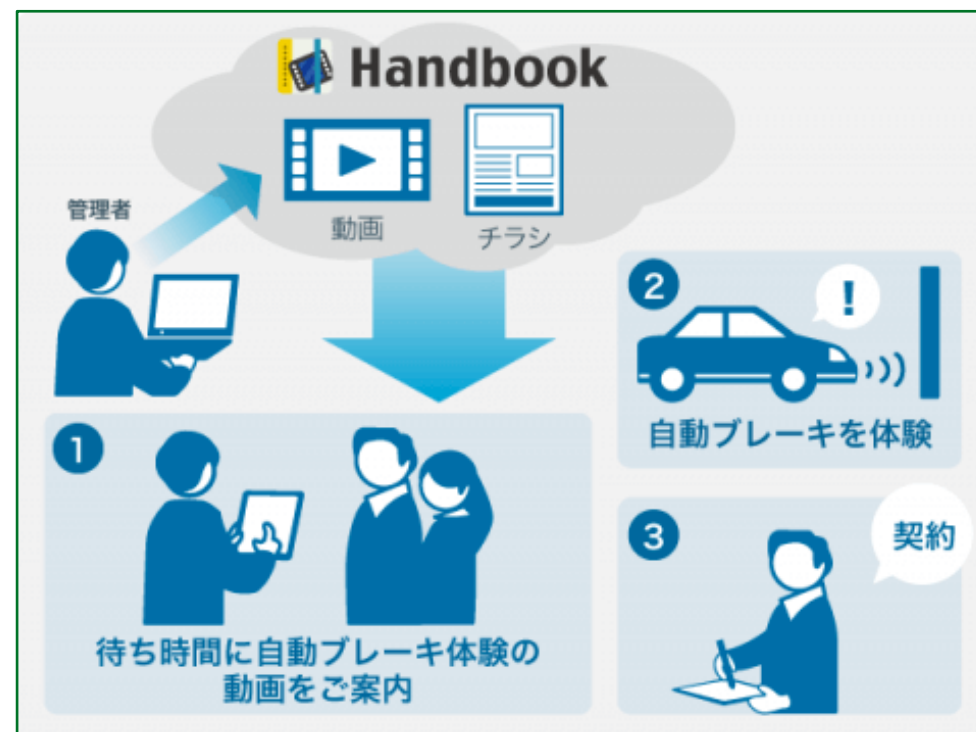 Handbook
動画
チラシ
管理者
1
待ち時間に自動ブレーキ体験の
動画をご案内
2
!
自動ブレーキを体験
3
契約